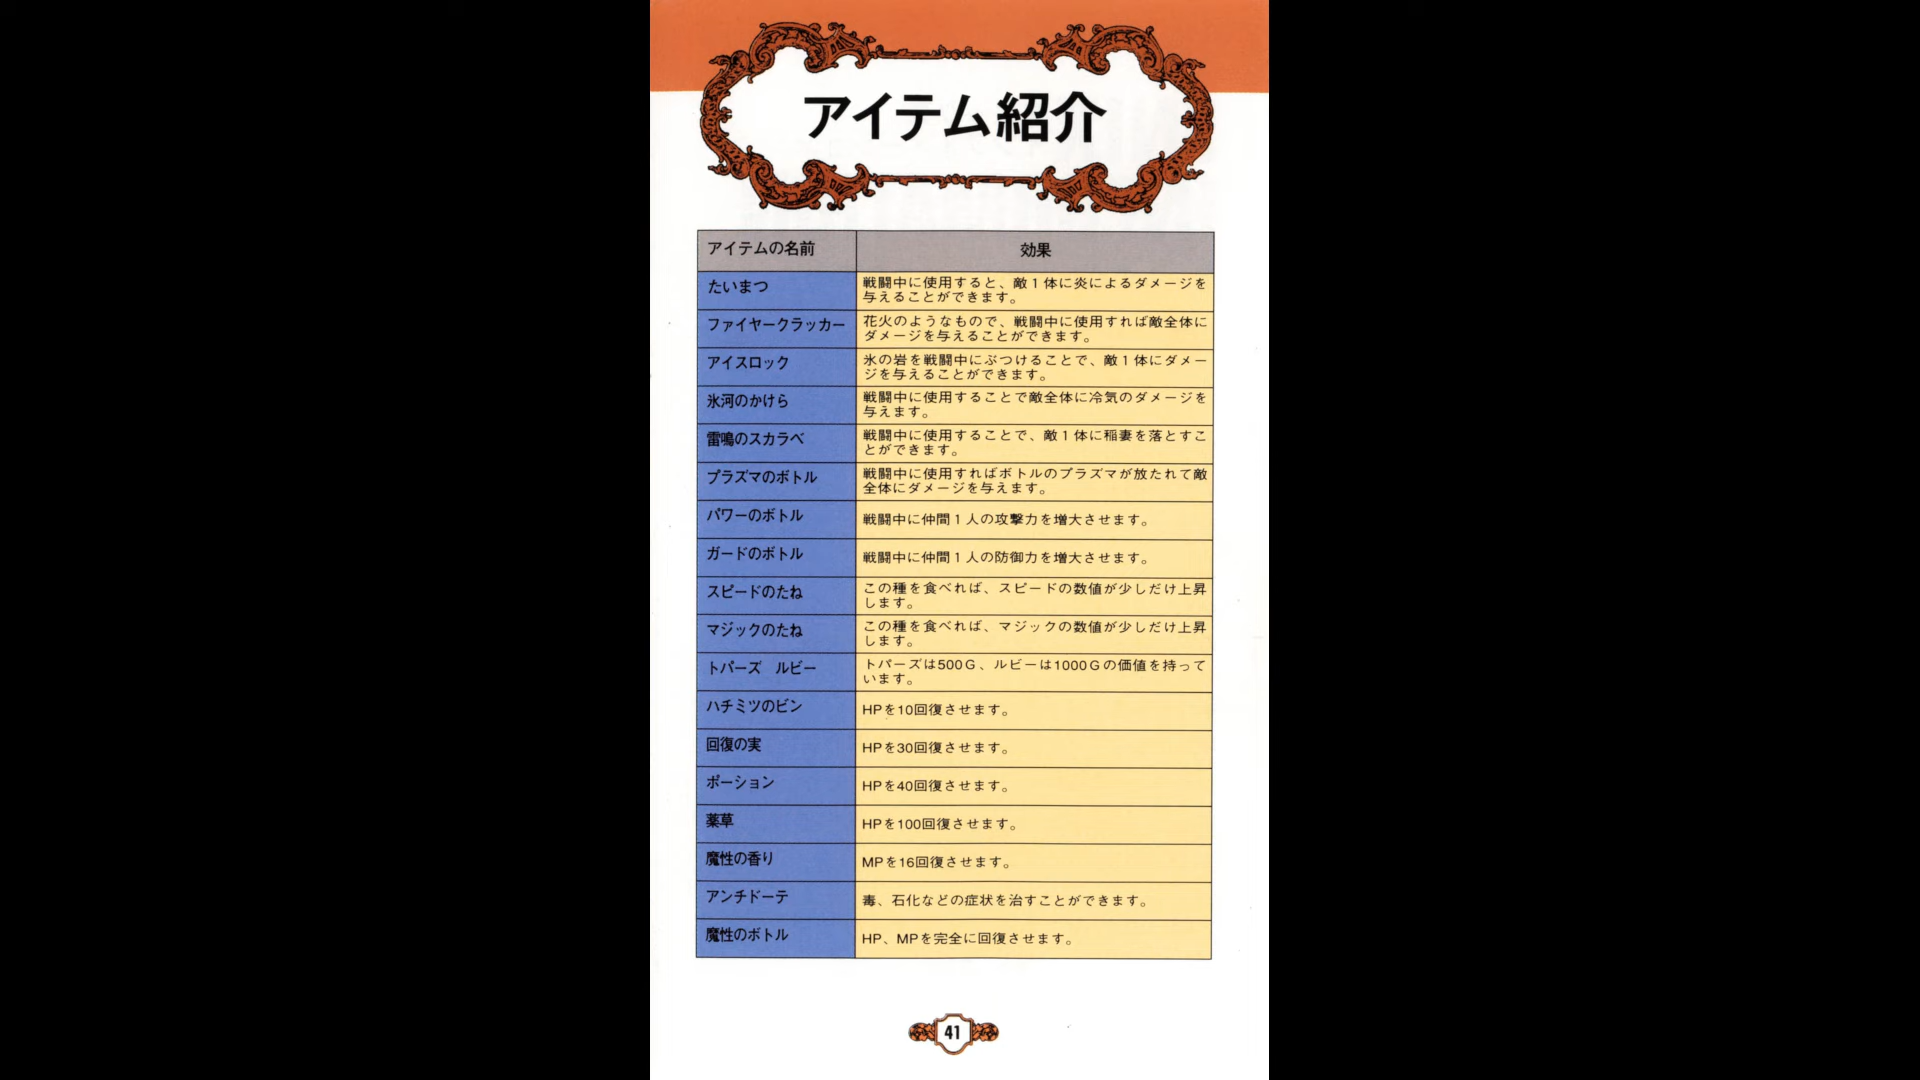 アイテム紹介
アイテムの名前 効果
たいまつ 戦闘中に使用すると、敵1体に炎によるダメージを
与えることができます。
ファイヤークラッカー 花火のようなもので、戦闘中に使用すれば敵全体に
ダメージを与えることができます。
アイスロック 氷の岩を戦闘中にぶつけることで、敵1体にダメー
ジを与えることができます。
氷河のかけら 戦闘中に使用することで敵全体に冷気のダメージを
与えます。
雷鳴のスカラベ 戦闘中に使用することで、敵1体に稲妻を落とすこ
とができます。
プラズマのボトル 戦闘中に使用すればボトルのプラズマが放たれて敵
全体にダメージを与えます。
パワーのボトル 戦闘中に仲間1人の攻撃力を増大させます。
ガードのボトル 戦闘中に仲間1人の防御力を増大させます。
スピードのたね この種を食べれば、スピードの数値が少しだけ上昇
します。
マジックのたね この種を食べれば、マジックの数値が少しだけ上昇
します。
トパーズ ルビー トパーズは500G、ルビーは1000Gの価値を持って
います。
ハチミツのビン HPを10回復させます。
回復の実 HPを30回復させます。
ポーション HPを40回復させます。
薬草 HPを100回復させます。
魔性の香り MPを16回復させます。
アンチドーテ 毒、石化などの症状を治すことができます。
魔性のボトル HP、MPを完全に回復させます。
41